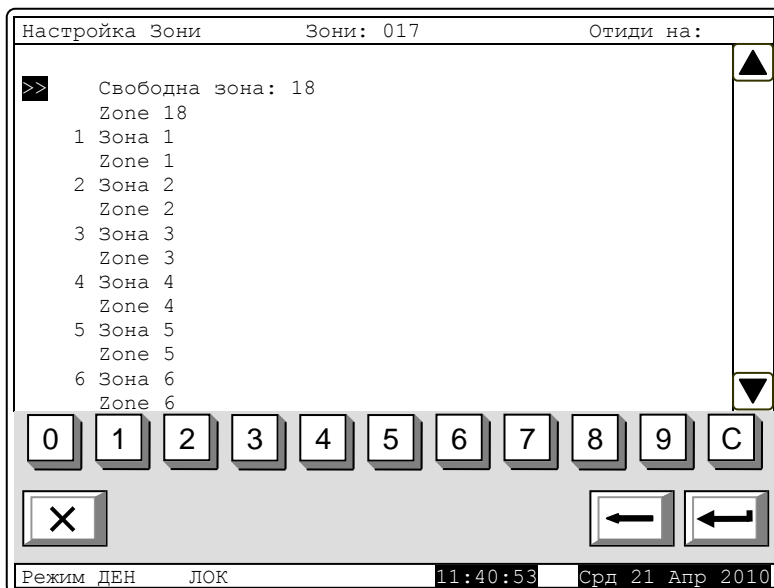 Настройка Зони Зони: 017 Отиди на:
>> Свободна зона: 18
Zone 18
1 Зона 1
Zone 1
2 Зона 2
Zone 2
3 Зона 3
Zone 3
4 Зона 4
Zone 4
5 Зона 5
Zone 5
6 Зона 6
Zone 6
0 1 2 3 4 5 6 7 8 9 C
Режим ДЕН ЛОК 11:40:53 Срд 21 Апр 2010